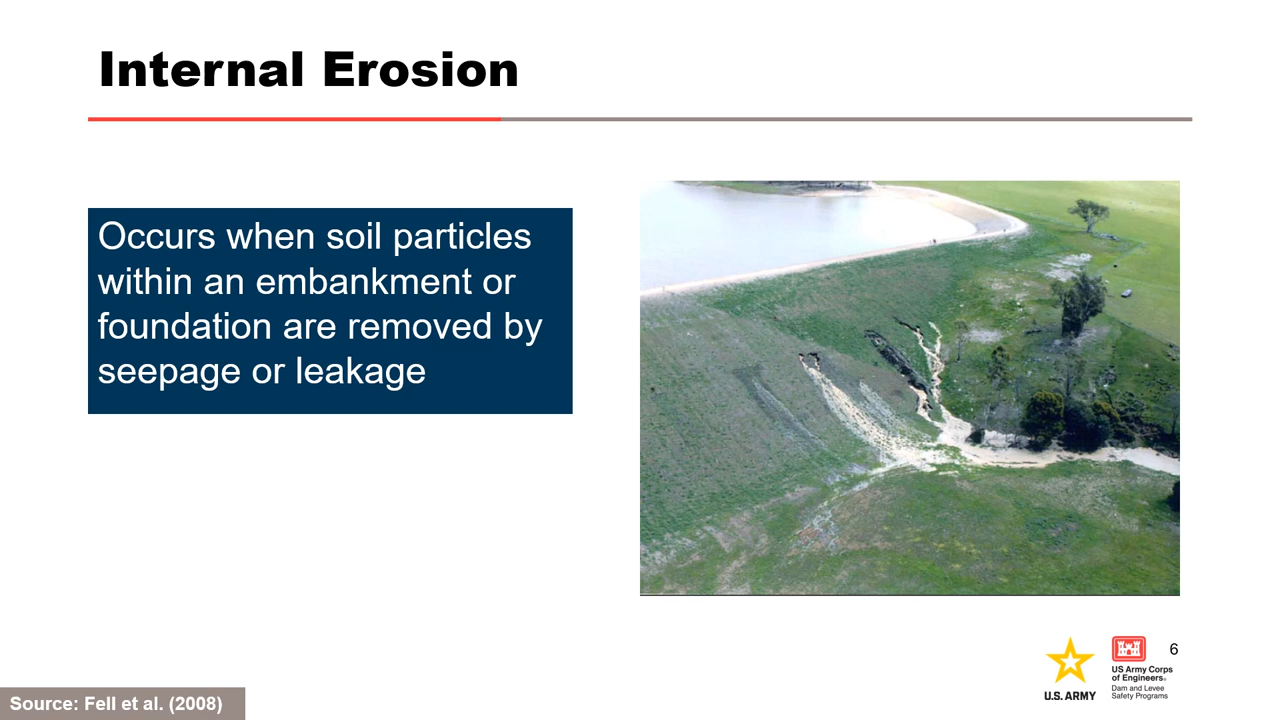 Internal Erosion
Occurs when soil particles
within an embankment or
foundation are removed by
seepage or leakage
6
U.S. ARMY
US Army Corps
of Engineers®
Dam and Levee
Safety Programs
Source: Fell et al. (2008)